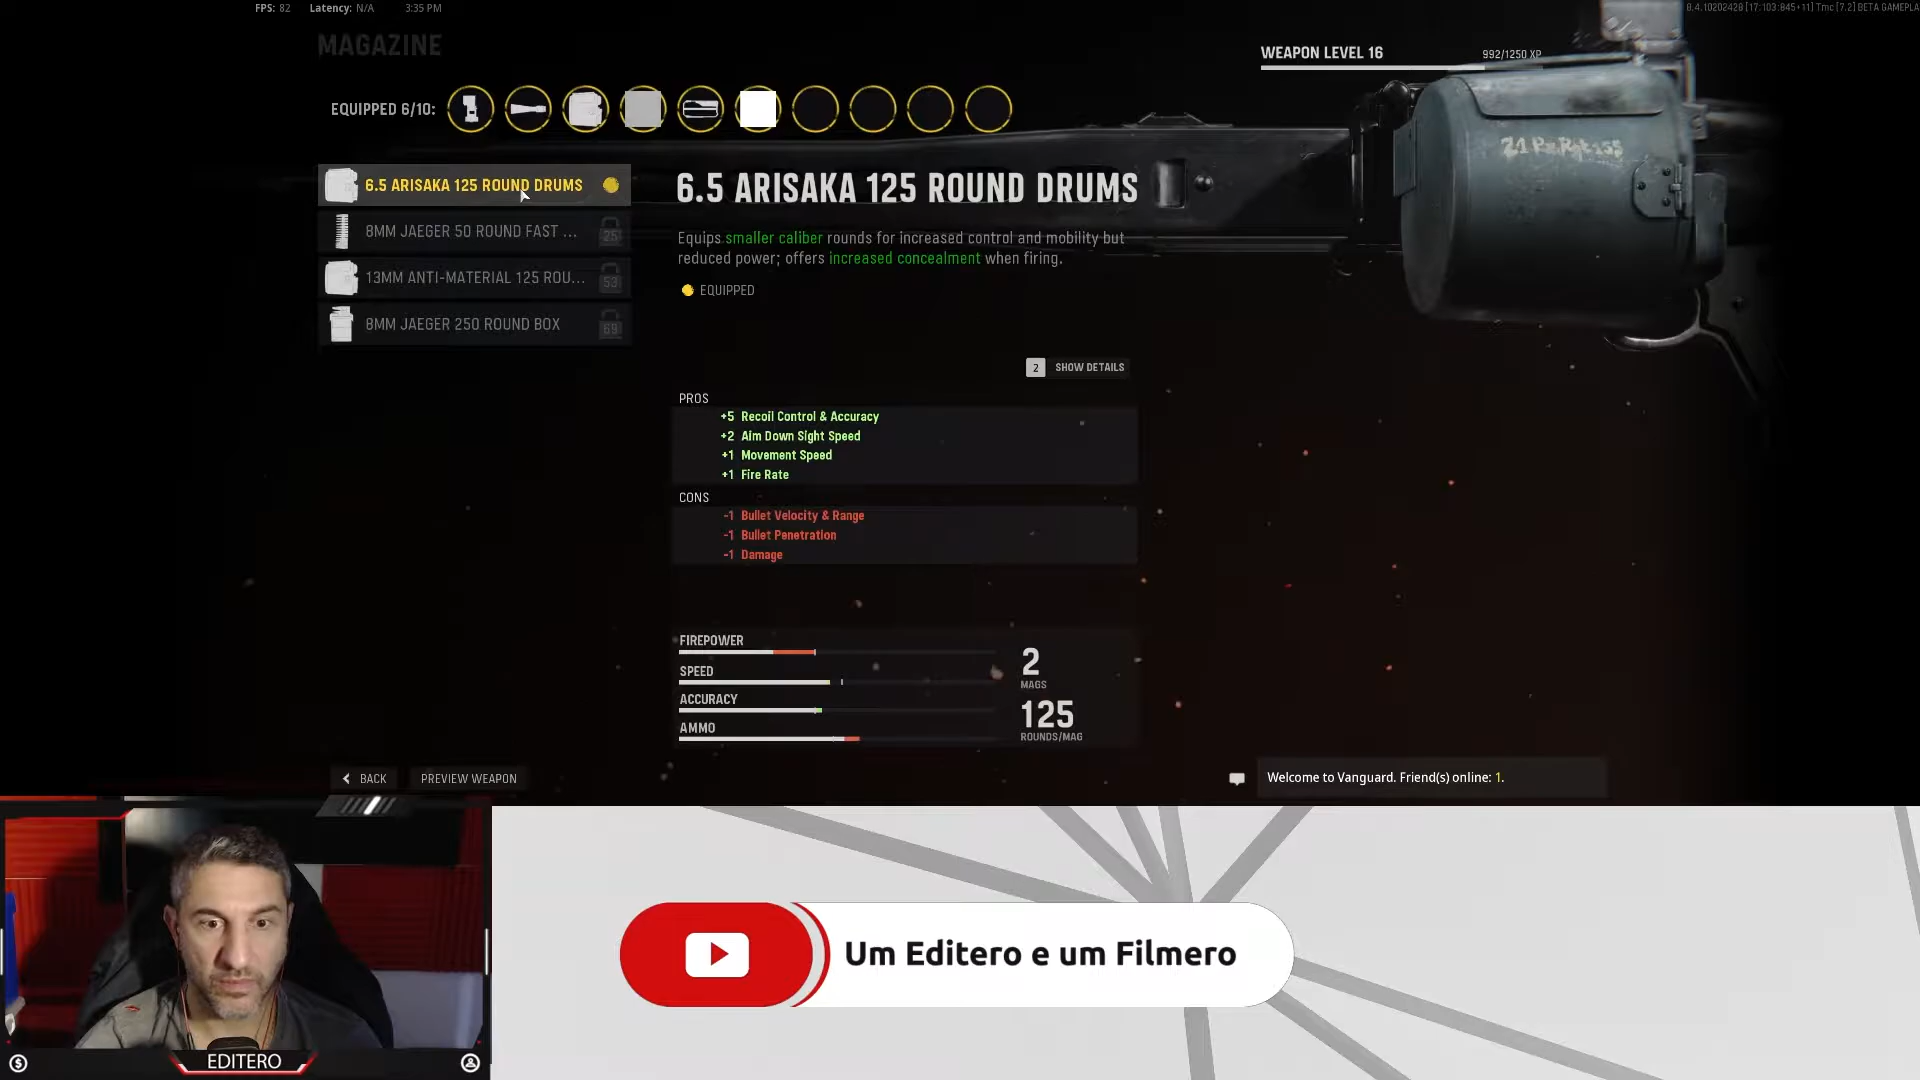 FPS: 82 Latency: N/A 3:35 PM
MAGAZINE
WEAPON LEVEL 16
992/1250 XP
EQUIPPED 6/10:
6.5 ARISAKA 125 ROUND DRUMS
8MM JAEGER 50 ROUND FAST ...
25
13MM ANTI-MATERIAL 125 ROU...
53
8MM JAEGER 250 ROUND BOX
69
6.5 ARISAKA 125 ROUND DRUMS
Equips smaller caliber rounds for increased control and mobility but
reduced power; offers increased concealment when firing.
EQUIPPED
2 SHOW DETAILS
PROS
+5 Recoil Control & Accuracy
+2 Aim Down Sight Speed
+1 Movement Speed
+1 Fire Rate
CONS
-1 Bullet Velocity & Range
-1 Bullet Penetration
-1 Damage
FIREPOWER
SPEED
ACCURACY
AMMO
2
MAGS
125
ROUNDS/MAG
BACK
PREVIEW WEAPON
Welcome to Vanguard. Friend(s) online: 1.
Um Editero e um Filmero
EDITERO